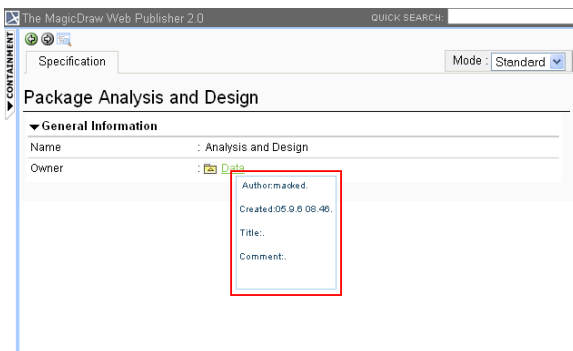 The MagicDraw Web Publisher 2.0 QUICK SEARCH:
CONTAINMENT
Specification Mode : Standard
Package Analysis and Design
General Information
Name : Analysis and Design
Owner : Data
Author:macked.
Created:05.9.6 08.46.
Title:.
Comment:.